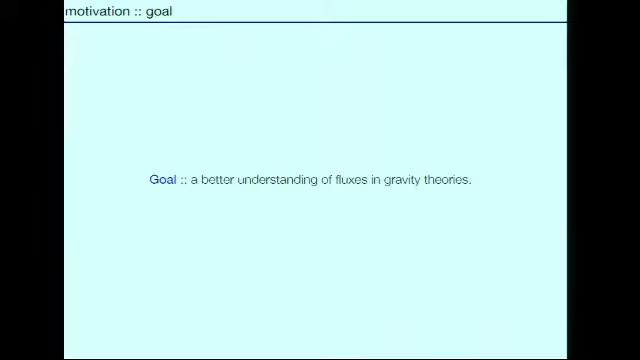 motivation :: goal
Goal :: a better understanding of fluxes in gravity theories.